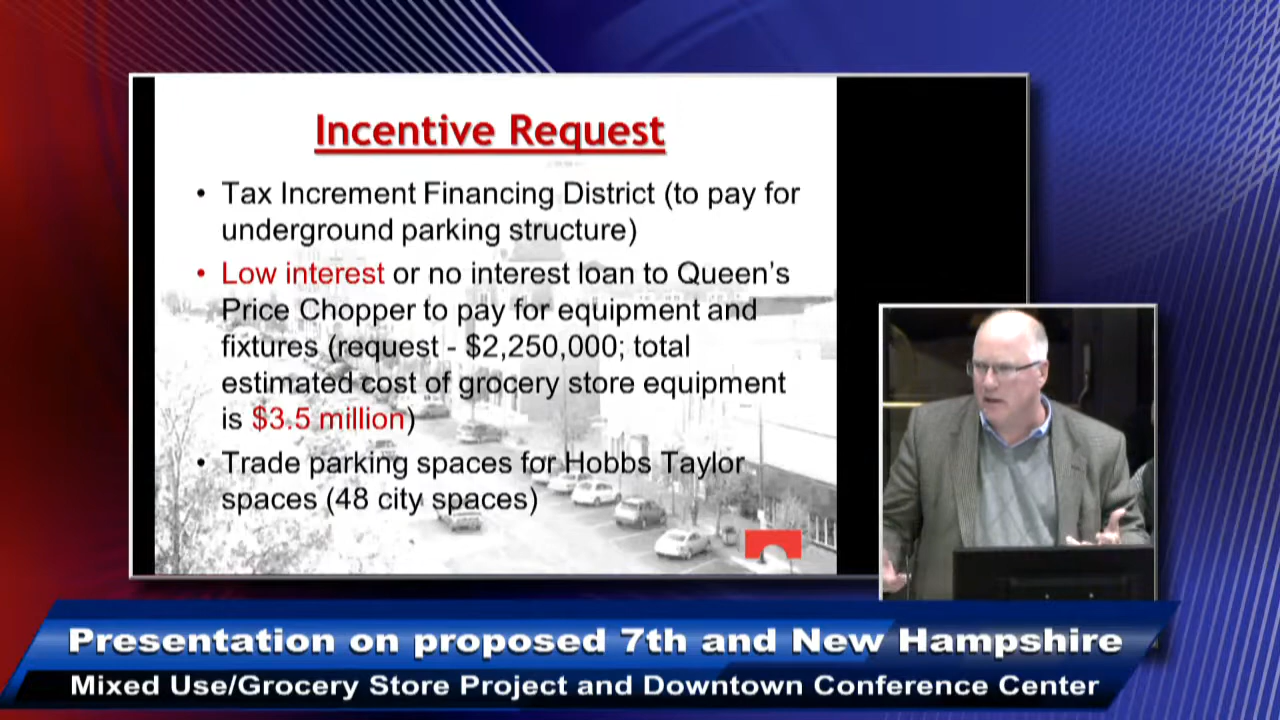 Incentive Request
• Tax Increment Financing District (to pay for
underground parking structure)
• Low interest or no interest loan to Queen’s
Price Chopper to pay for equipment and
fixtures (request - $2,250,000; total
estimated cost of grocery store equipment
is $3.5 million)
• Trade parking spaces for Hobbs Taylor
spaces (48 city spaces)
Presentation on proposed 7th and New Hampshire
Mixed Use/Grocery Store Project and Downtown Conference Center